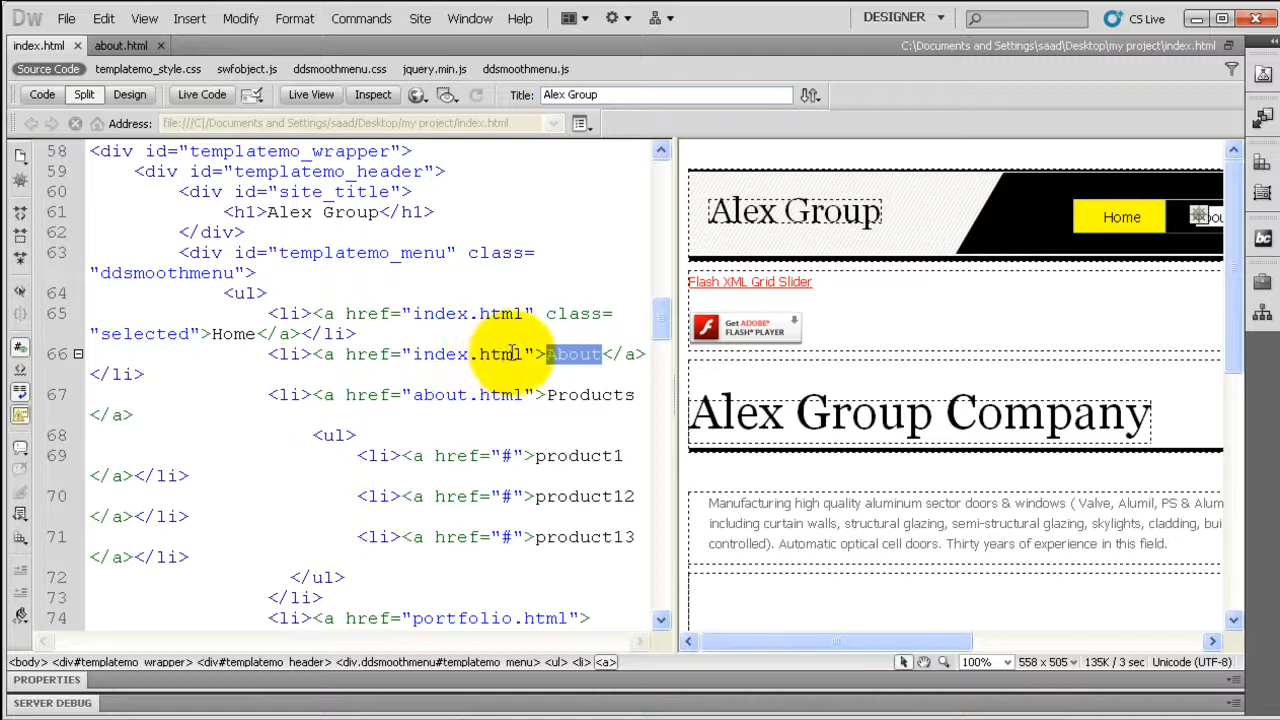 Dw File Edit View Insert Modify Format Commands Site Window Help DESIGNER CS Live
index.html about.html C:\Documents and Settings\saad\Desktop\my project\index.html
Source Code templatemo_style.css swfobject.js ddsmoothmenu.css jquery.min.js ddsmoothmenu.js
Code Split Design Live Code Live View Inspect Title: Alex Group
Address: file:///C|/Documents and Settings/saad/Desktop/my project/index.html
58 <div id="templatemo_wrapper">
59 <div id="templatemo_header">
60 <div id="site_title">
61 <h1>Alex Group</h1>
62 </div>
63 <div id="templatemo_menu" class=
"ddsmoothmenu">
64 <ul>
65 <li><a href="index.html" class=
"selected">Home</a></li>
66 <li><a href="index.html">About</a>
</li>
67 <li><a href="about.html">Products
</a>
68 <ul>
69 <li><a href="#">product1
</a></li>
70 <li><a href="#">product12
</a></li>
71 <li><a href="#">product13
</a></li>
72 </ul>
73 </li>
74 <li><a href="portfolio.html">
Alex Group
Home
Flash XML Grid Slider
Get ADOBE® FLASH® PLAYER
Alex Group Company
Manufacturing high quality aluminum sector doors & windows ( Valve, Alumil, PS & Alum
including curtain walls, structural glazing, semi-structural glazing, skylights, cladding, bui
controlled). Automatic optical cell doors. Thirty years of experience in this field.
<body> <div#templatemo_wrapper> <div#templatemo_header> <div.ddsmoothmenu#templatemo_menu> <ul> <li> <a> 100% 558 x 505 135K / 3 sec Unicode (UTF-8)
PROPERTIES
SERVER DEBUG